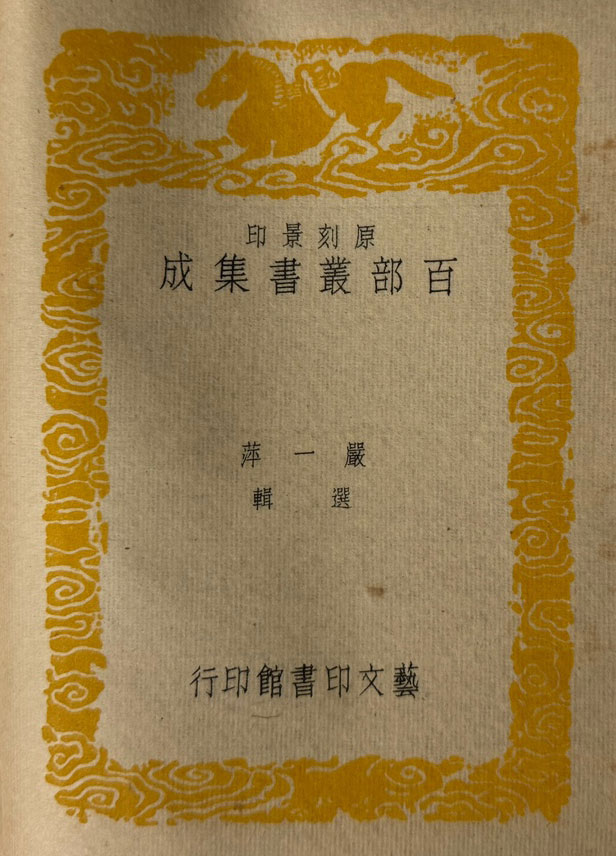 原刻景印
百部叢書集成
嚴一萍
選輯
藝文印書館印行